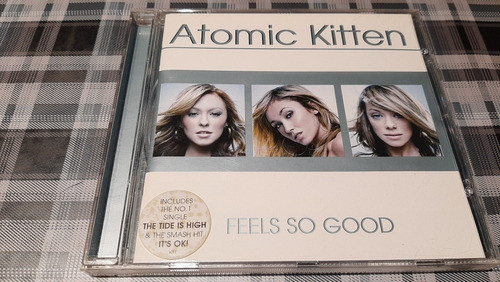 Atomic Kitten
INCLUDES
THE NO.1
SINGLE
THE TIDE IS HIGH
& THE SMASH HIT
IT'S OK!
FEELS SO GOOD